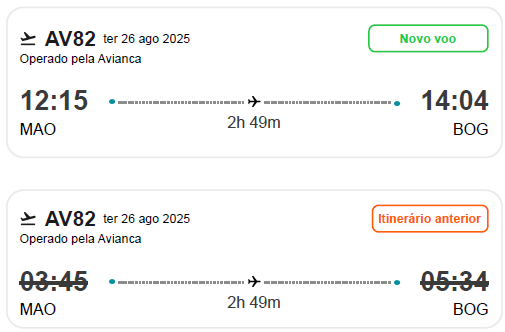 AV82 ter 26 ago 2025 Novo voo
Operado pela Avianca
12:15 14:04
2h 49m
MAO BOG
AV82 ter 26 ago 2025 Itinerário anterior
Operado pela Avianca
03:45 05:34
2h 49m
MAO BOG